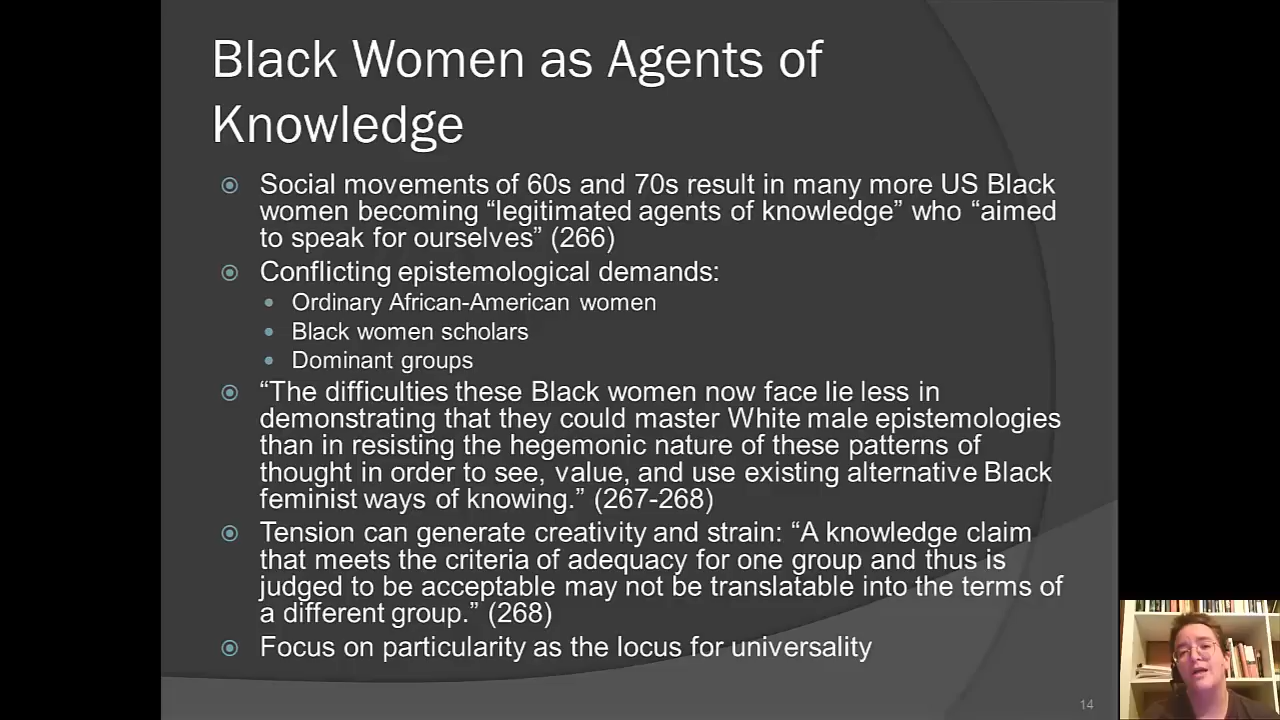 Black Women as Agents of
Knowledge
Social movements of 60s and 70s result in many more US Black
women becoming “legitimated agents of knowledge” who “aimed
to speak for ourselves” (266)
Conflicting epistemological demands:
Ordinary African-American women
Black women scholars
Dominant groups
“The difficulties these Black women now face lie less in
demonstrating that they could master White male epistemologies
than in resisting the hegemonic nature of these patterns of
thought in order to see, value, and use existing alternative Black
feminist ways of knowing.” (267-268)
Tension can generate creativity and strain: “A knowledge claim
that meets the criteria of adequacy for one group and thus is
judged to be acceptable may not be translatable into the terms of
a different group.” (268)
Focus on particularity as the locus for universality
14